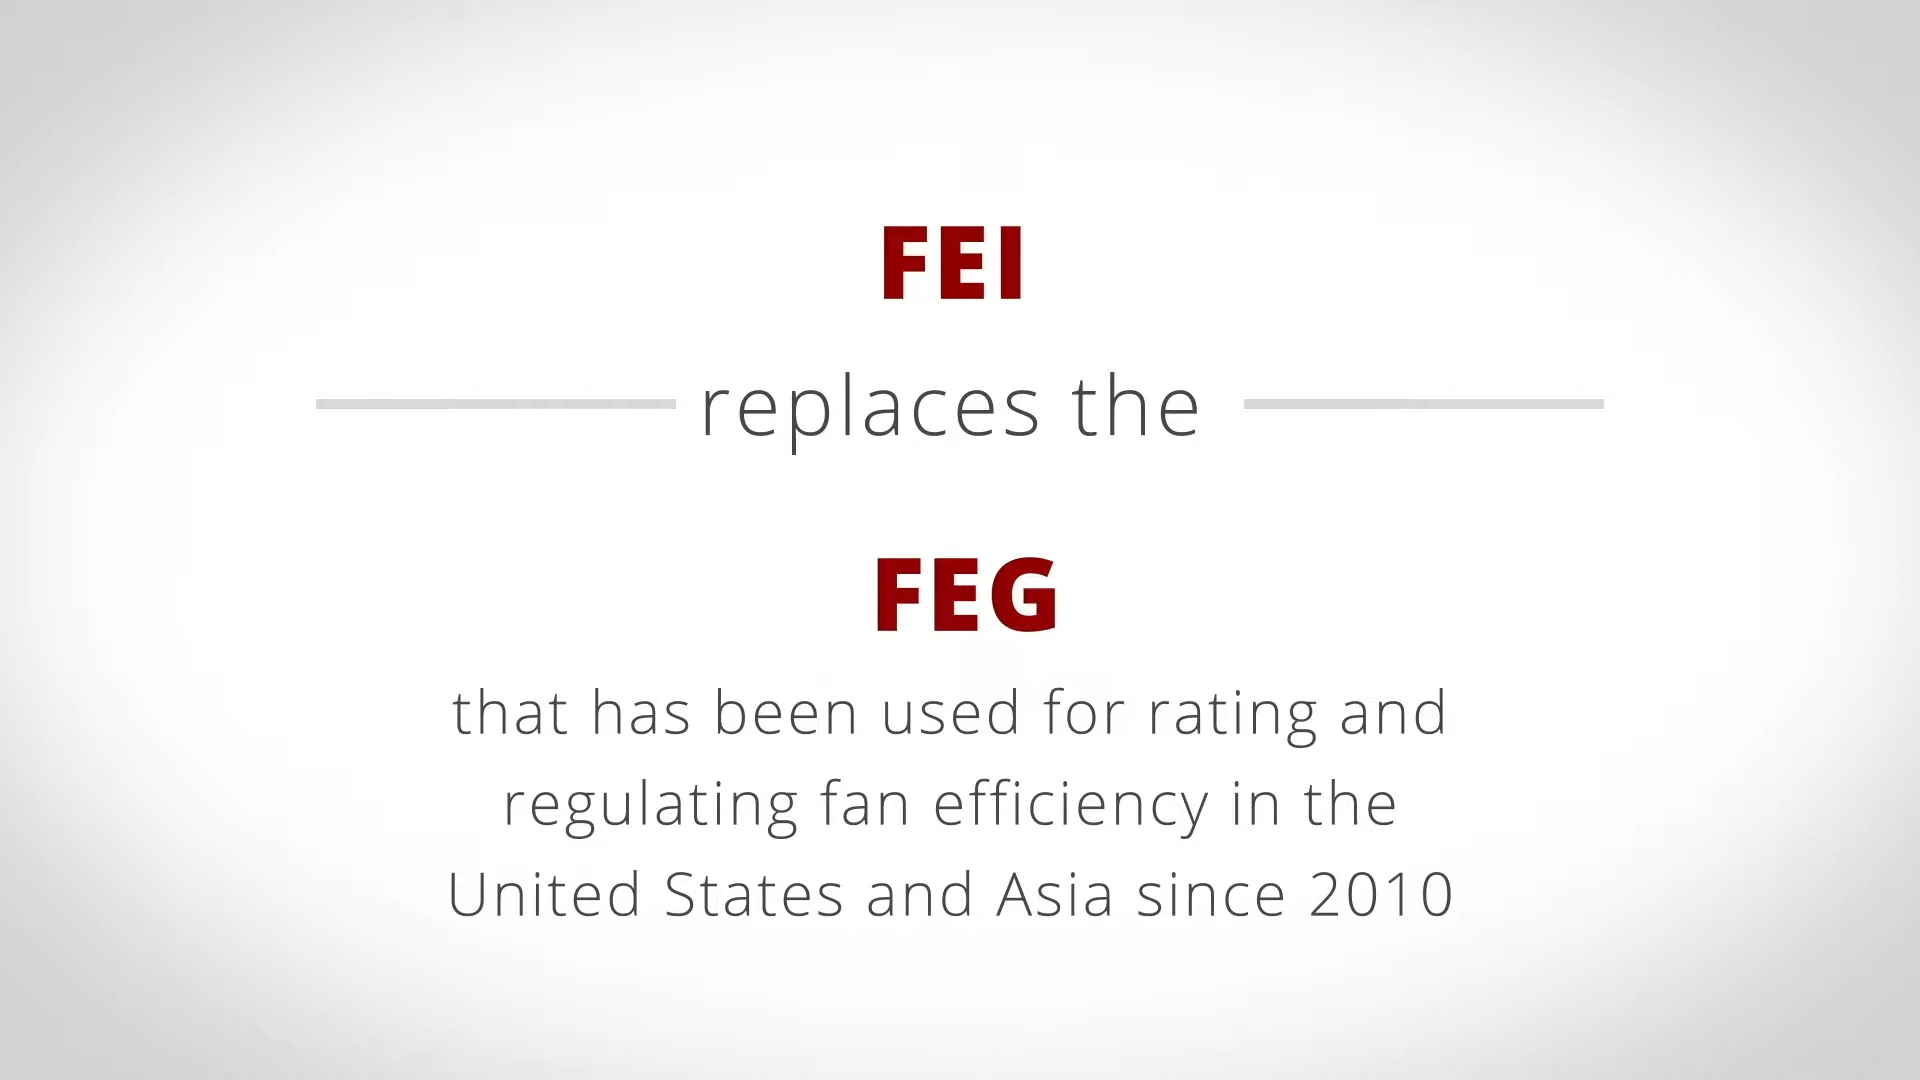 FEI
replaces the
FEG
that has been used for rating and
regulating fan efficiency in the
United States and Asia since 2010